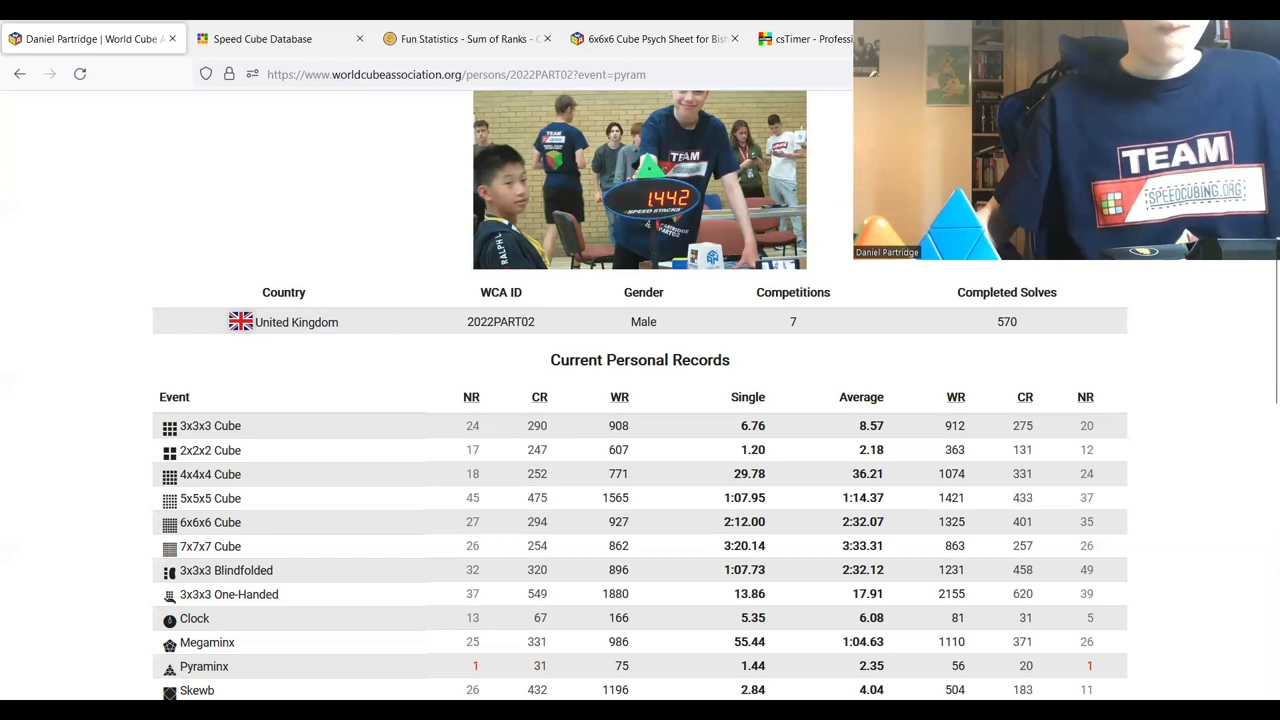 Daniel Partridge | World Cube A
Speed Cube Database
Fun Statistics - Sum of Ranks - C
6x6x6 Cube Psych Sheet for Bish
csTimer - Professi
https://www.worldcubeassociation.org/persons/2022PART02?event=pyram
TEAM
SPEEDCUBING.ORG
Daniel Partridge
TEAM
TEAM
1.442
SPEED STACKS
PARTRIDGE
PART02
RALPH L
Country WCA ID Gender Competitions Completed Solves
United Kingdom 2022PART02 Male 7 570
Current Personal Records
Event NR CR WR Single Average WR CR NR
3x3x3 Cube 24 290 908 6.76 8.57 912 275 20
2x2x2 Cube 17 247 607 1.20 2.18 363 131 12
4x4x4 Cube 18 252 771 29.78 36.21 1074 331 24
5x5x5 Cube 45 475 1565 1:07.95 1:14.37 1421 433 37
6x6x6 Cube 27 294 927 2:12.00 2:32.07 1325 401 35
7x7x7 Cube 26 254 862 3:20.14 3:33.31 863 257 26
3x3x3 Blindfolded 32 320 896 1:07.73 2:32.12 1231 458 49
3x3x3 One-Handed 37 549 1880 13.86 17.91 2155 620 39
Clock 13 67 166 5.35 6.08 81 31 5
Megaminx 25 331 986 55.44 1:04.63 1110 371 26
Pyraminx 1 31 75 1.44 2.35 56 20 1
Skewb 26 432 1196 2.84 4.04 504 183 11